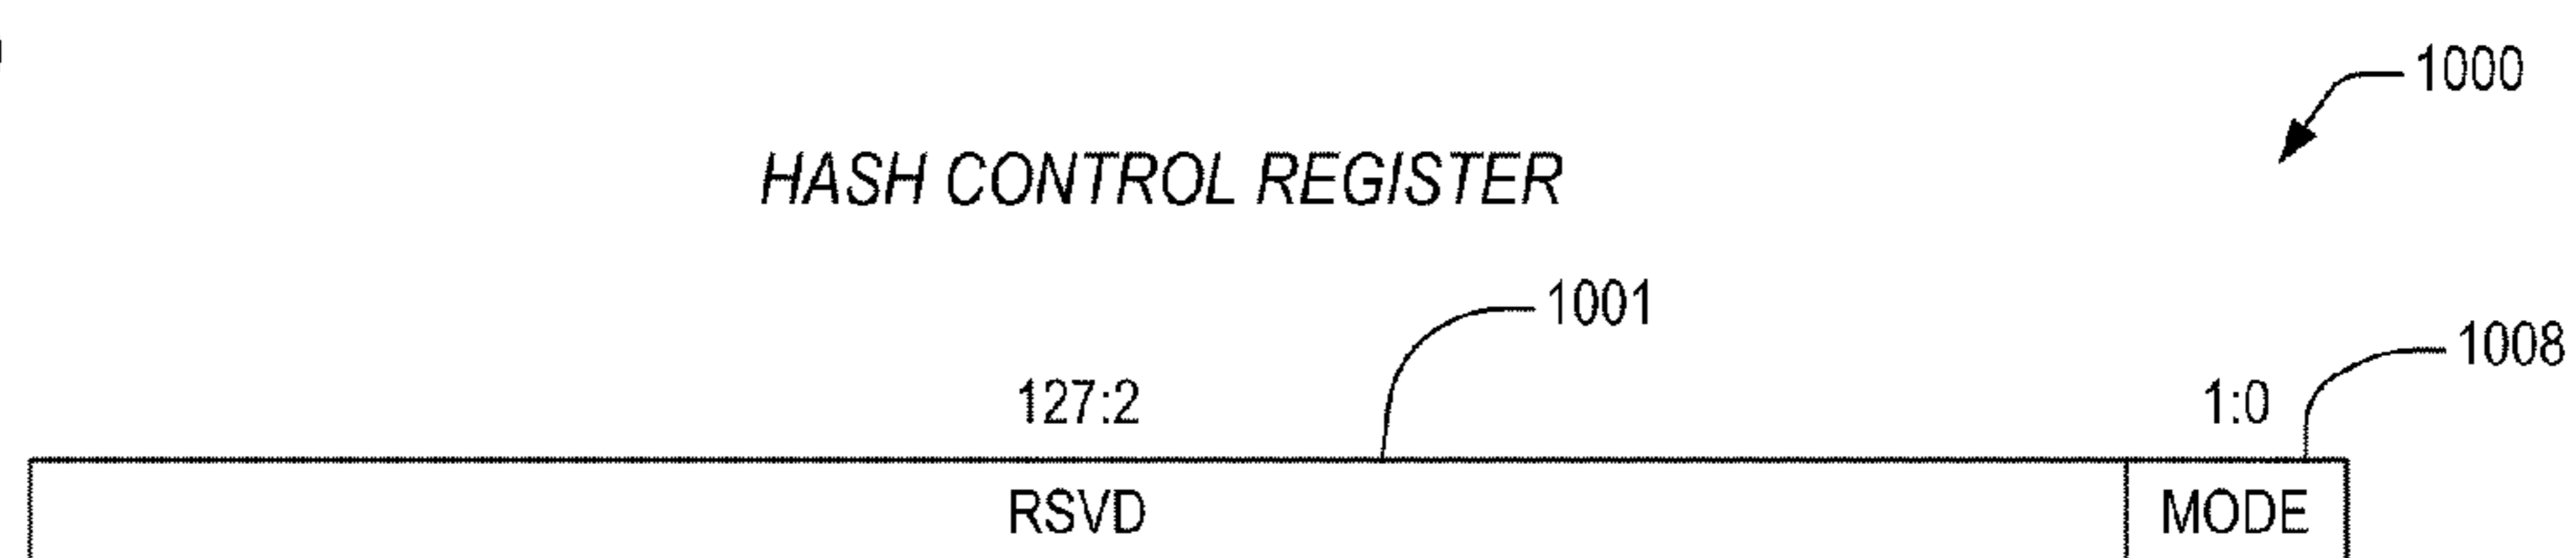 1000
HASH CONTROL REGISTER
1001
1008
127:2
1:0
RSVD
MODE